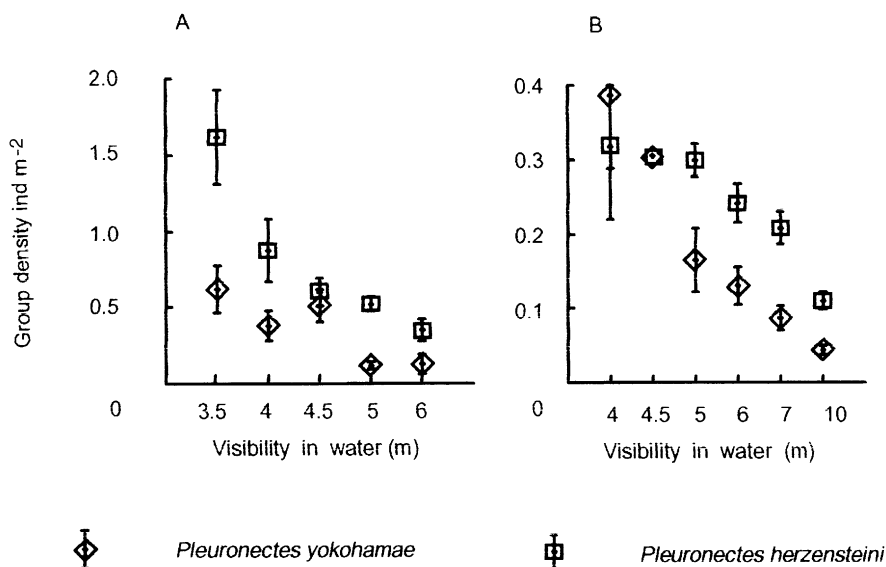 A
B
Group density ind m-2
2.0
1.5
1.0
0.5
0
3.5 4 4.5 5 6
Visibility in water (m)
0.4
0.3
0.2
0.1
0
4 4.5 5 6 7 10
Visibility in water (m)
Pleuronectes yokohamae
Pleuronectes herzensteini